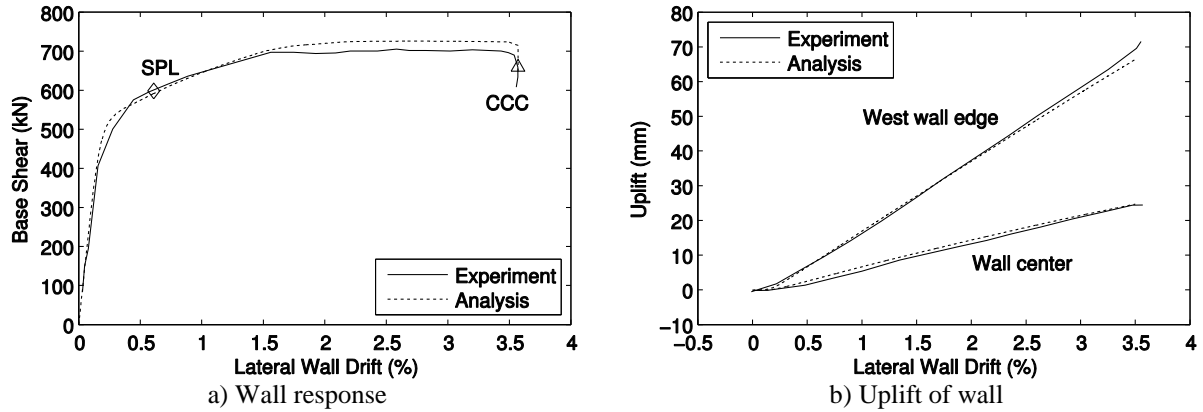 800
700
600
500
400
300
200
100
0
Base Shear (kN)
SPL
CCC
Experiment
Analysis
0
0.5
1
1.5
2
2.5
3
3.5
4
Lateral Wall Drift (%)
a) Wall response
80
70
60
50
40
30
20
10
0
−10
Uplift (mm)
Experiment
Analysis
West wall edge
Wall center
−0.5
0
0.5
1
1.5
2
2.5
3
3.5
4
Lateral Wall Drift (%)
b) Uplift of wall